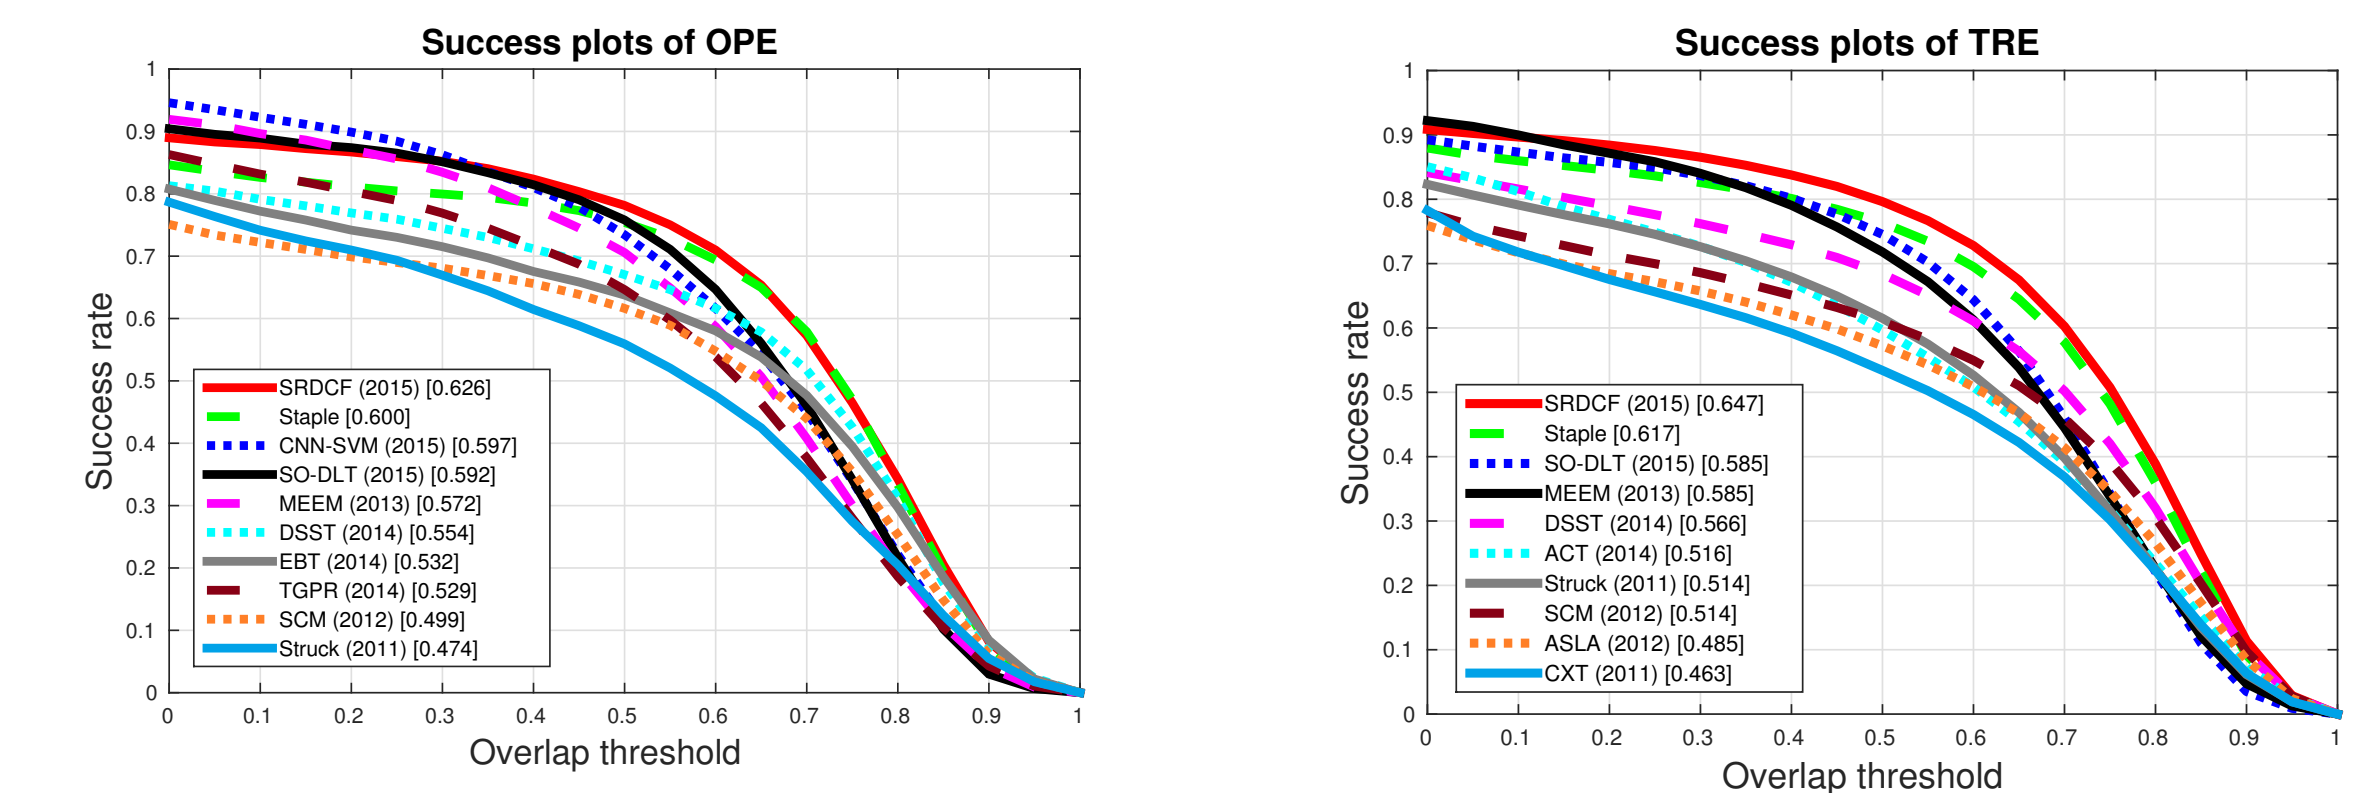 Success plots of OPE
1
0.9
0.8
0.7
0.6
0.5
0.4
0.3
0.2
0.1
0
Success rate
SRDCF (2015) [0.626]
Staple [0.600]
CNN-SVM (2015) [0.597]
SO-DLT (2015) [0.592]
MEEM (2013) [0.572]
DSST (2014) [0.554]
EBT (2014) [0.532]
TGPR (2014) [0.529]
SCM (2012) [0.499]
Struck (2011) [0.474]
0 0.1 0.2 0.3 0.4 0.5 0.6 0.7 0.8 0.9 1
Overlap threshold
Success plots of TRE
1
0.9
0.8
0.7
0.6
0.5
0.4
0.3
0.2
0.1
0
Success rate
SRDCF (2015) [0.647]
Staple [0.617]
SO-DLT (2015) [0.585]
MEEM (2013) [0.585]
DSST (2014) [0.566]
ACT (2014) [0.516]
Struck (2011) [0.514]
SCM (2012) [0.514]
ASLA (2012) [0.485]
CXT (2011) [0.463]
0 0.1 0.2 0.3 0.4 0.5 0.6 0.7 0.8 0.9 1
Overlap threshold